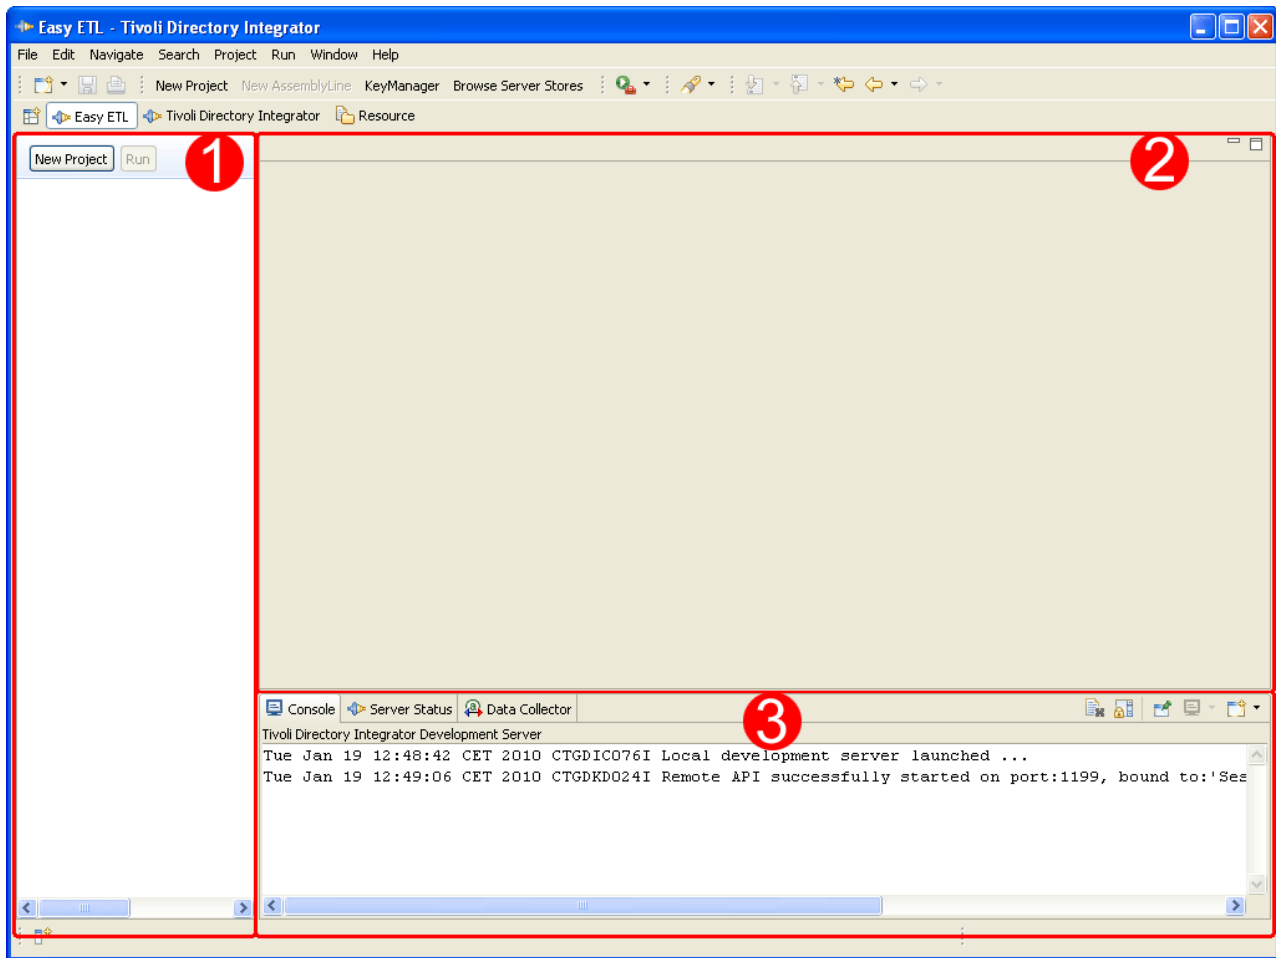 Easy ETL - Tivoli Directory Integrator
File Edit Navigate Search Project Run Window Help
New Project New AssemblyLine KeyManager Browse Server Stores
Easy ETL Tivoli Directory Integrator Resource
New Project Run
1
2
3
Console Server Status Data Collector
Tivoli Directory Integrator Development Server
Tue Jan 19 12:48:42 CET 2010 CTGDIC076I Local development server launched ...
Tue Jan 19 12:49:06 CET 2010 CTGDKD024I Remote API successfully started on port:1199, bound to:'Ses